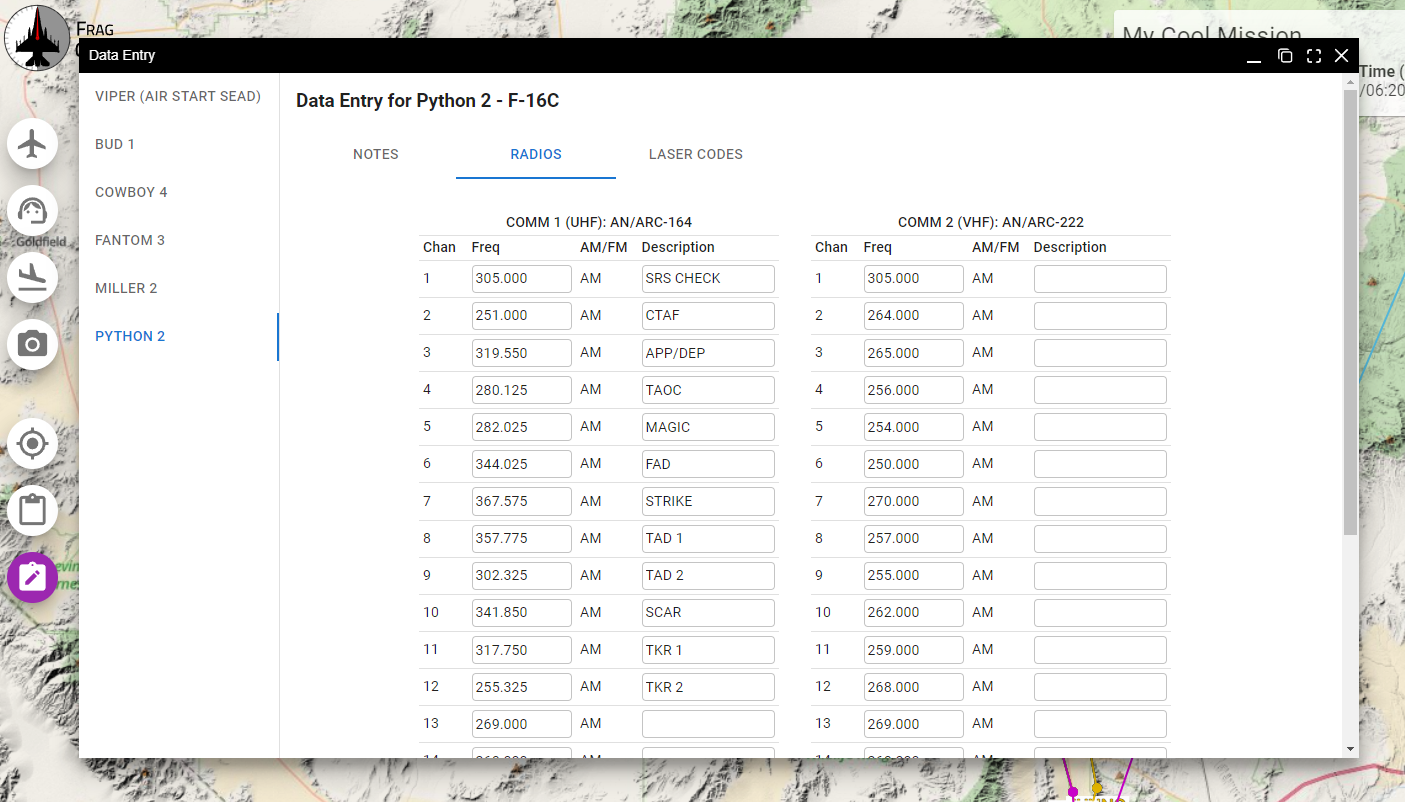 FRAG
My Cool Mission
Data Entry
Time (
/06:20
VIPER (AIR START SEAD)
BUD 1
COWBOY 4
FANTOM 3
MILLER 2
PYTHON 2
Goldfield
Data Entry for Python 2 - F-16C
NOTES RADIOS LASER CODES
COMM 1 (UHF): AN/ARC-164
Chan Freq AM/FM Description
1 305.000 AM SRS CHECK
2 251.000 AM CTAF
3 319.550 AM APP/DEP
4 280.125 AM TAOC
5 282.025 AM MAGIC
6 344.025 AM FAD
7 367.575 AM STRIKE
8 357.775 AM TAD 1
9 302.325 AM TAD 2
10 341.850 AM SCAR
11 317.750 AM TKR 1
12 255.325 AM TKR 2
13 269.000 AM
COMM 2 (VHF): AN/ARC-222
Chan Freq AM/FM Description
1 305.000 AM
2 264.000 AM
3 265.000 AM
4 256.000 AM
5 254.000 AM
6 250.000 AM
7 270.000 AM
8 257.000 AM
9 255.000 AM
10 262.000 AM
11 259.000 AM
12 268.000 AM
13 269.000 AM